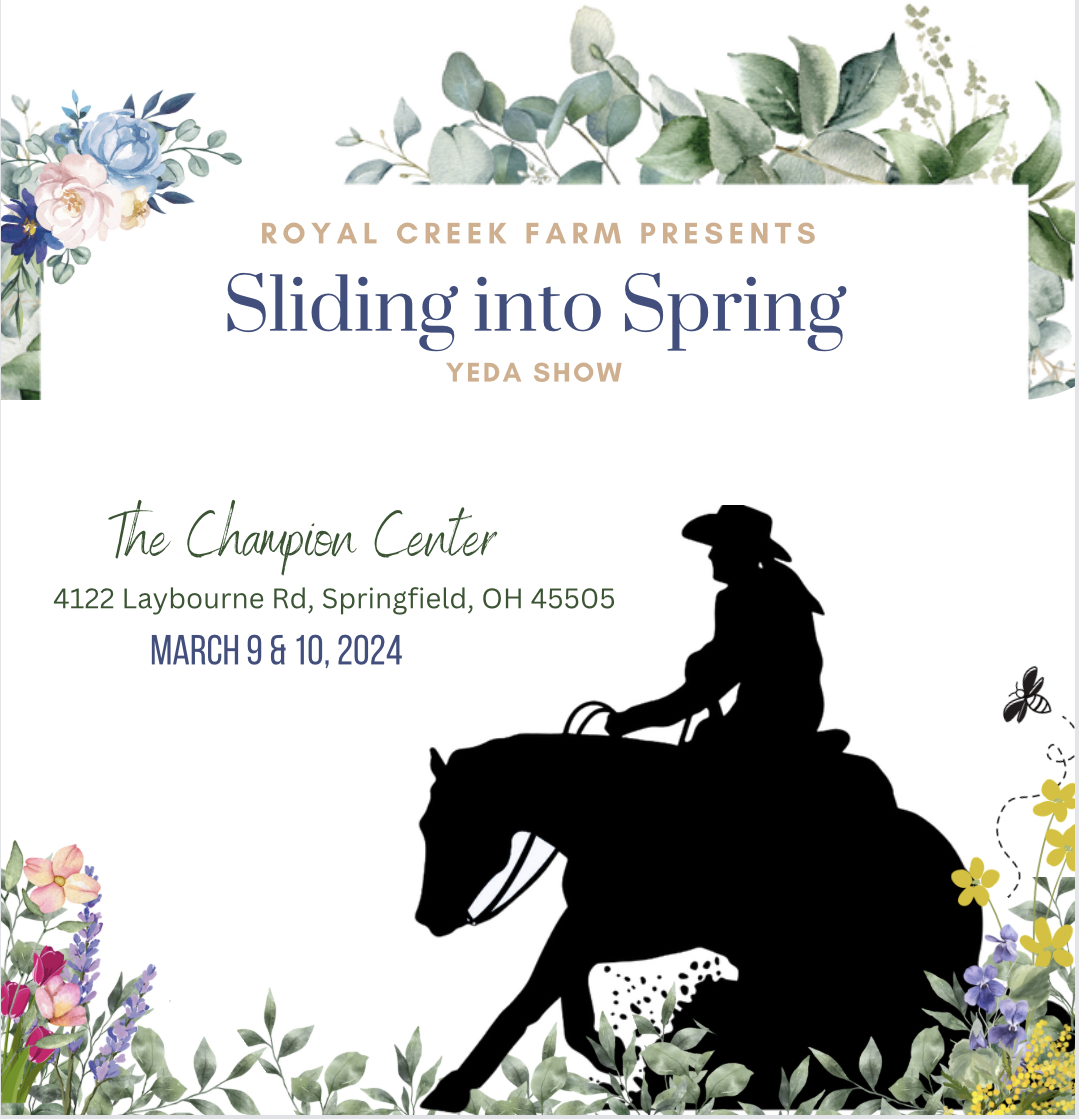 ROYAL CREEK FARM PRESENTS
Sliding into Spring
YEDA SHOW
The Champion Center
4122 Laybourne Rd, Springfield, OH 45505
MARCH 9 & 10, 2024